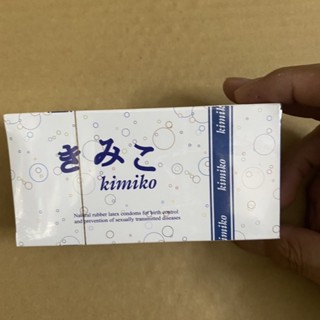 きみこ
kimiko
Natural rubber latex condoms for birth control
and prevention of sexually transmitted diseases
kimiko
kimiko
kimiko